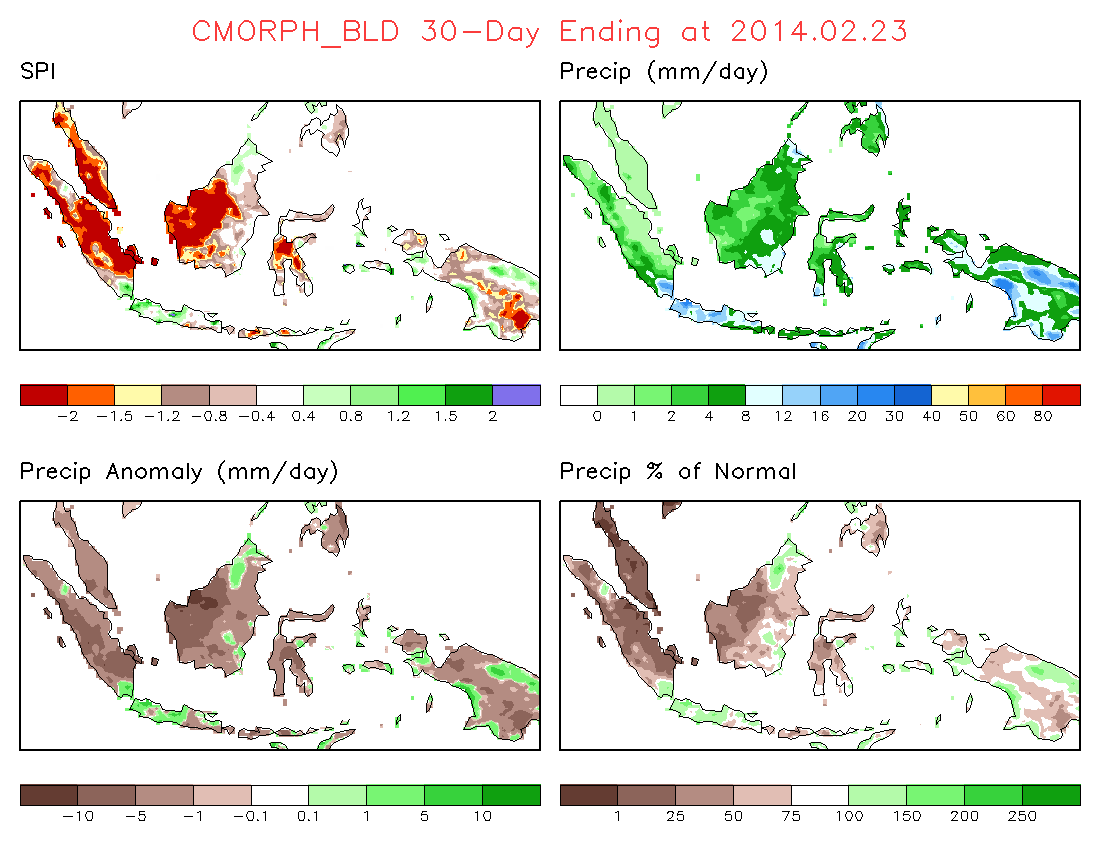 CMORPH_BLD 30-Day Ending at 2014.02.23
SPI
Precip (mm/day)
-2 -1.5 -1.2 -0.8 -0.4 0.4 0.8 1.2 1.5 2
0 1 2 4 8 12 16 20 30 40 50 60 80
Precip Anomaly (mm/day)
Precip % of Normal
-10 -5 -1 -0.1 0.1 1 5 10
1 25 50 75 100 150 200 250